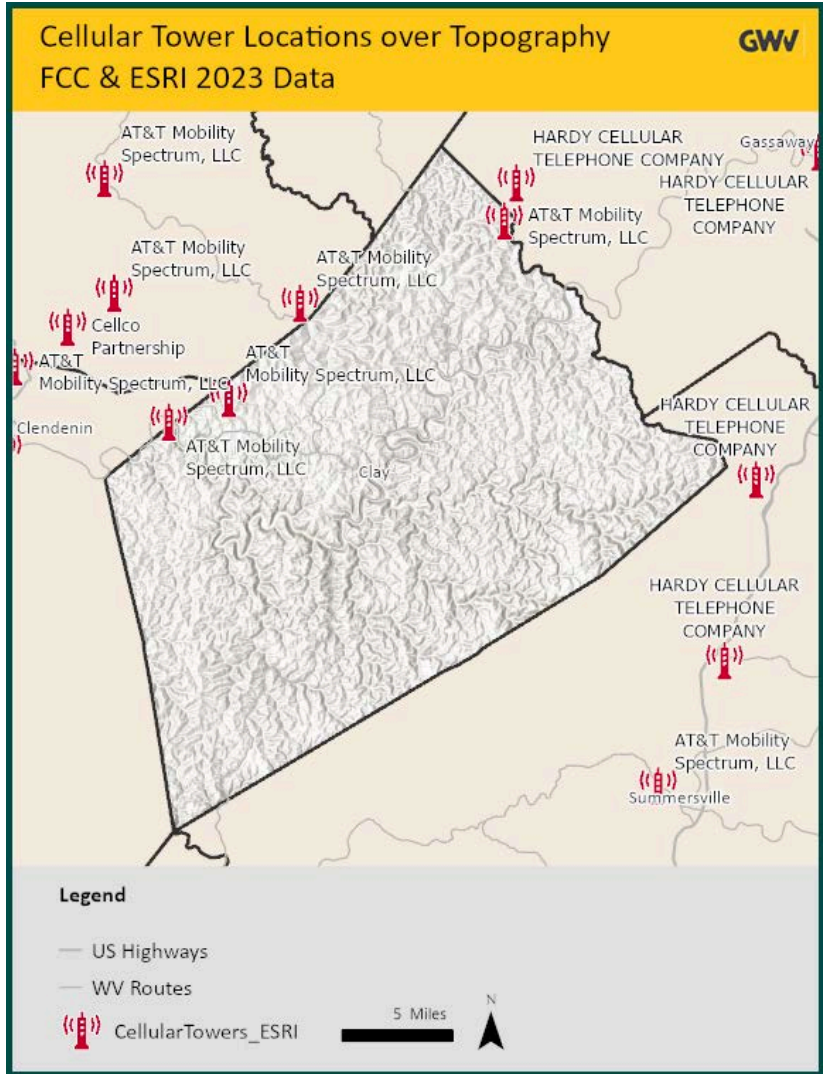 Cellular Tower Locations over Topography
FCC & ESRI 2023 Data
GWV
AT&T Mobility
Spectrum, LLC
HARDY CELLULAR
TELEPHONE COMPANY
Gassaway
HARDY CELLULAR
TELEPHONE
COMPANY
AT&T Mobility
Spectrum, LLC
AT&T Mobility
Spectrum, LLC
AT&T Mobility
Spectrum, LLC
Cellco
Partnership
AT&T
Mobility Spectrum, LLC
AT&T
Mobility Spectrum, LLC
Clendenin
AT&T Mobility
Spectrum, LLC
Clay
HARDY CELLULAR
TELEPHONE
COMPANY
HARDY CELLULAR
TELEPHONE
COMPANY
AT&T Mobility
Spectrum, LLC
Summersville
Legend
US Highways
WV Routes
CellularTowers_ESRI
5 Miles
N